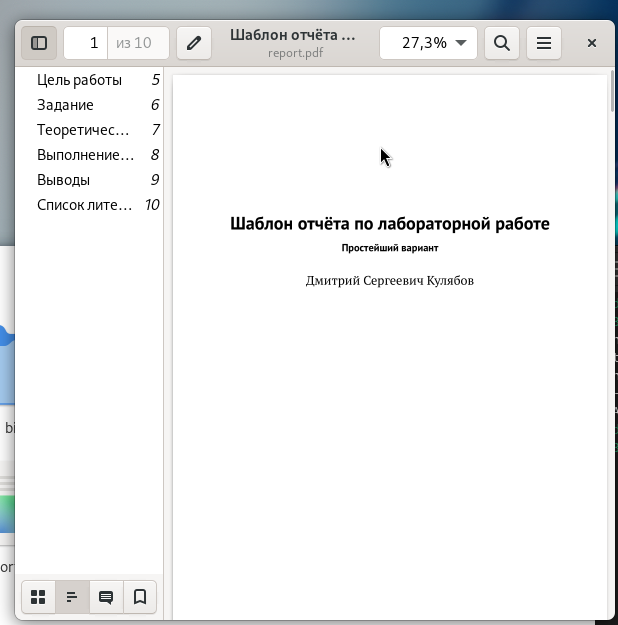 1 из 10
Шаблон отчёта ...
report.pdf
27,3%
Цель работы 5
Задание 6
Теоретичес... 7
Выполнение... 8
Выводы 9
Список лите... 10
Шаблон отчёта по лабораторной работе
Простейший вариант
Дмитрий Сергеевич Кулябов
bi
or